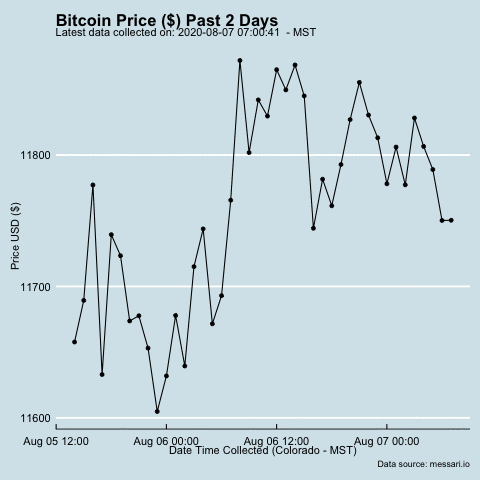 Bitcoin Price ($) Past 2 Days
Latest data collected on: 2020-08-07 07:00:41  - MST
Price USD ($)
11800
11700
11600
Aug 05 12:00
Aug 06 00:00
Aug 06 12:00
Aug 07 00:00
Date Time Collected (Colorado - MST)
Data source: messari.io